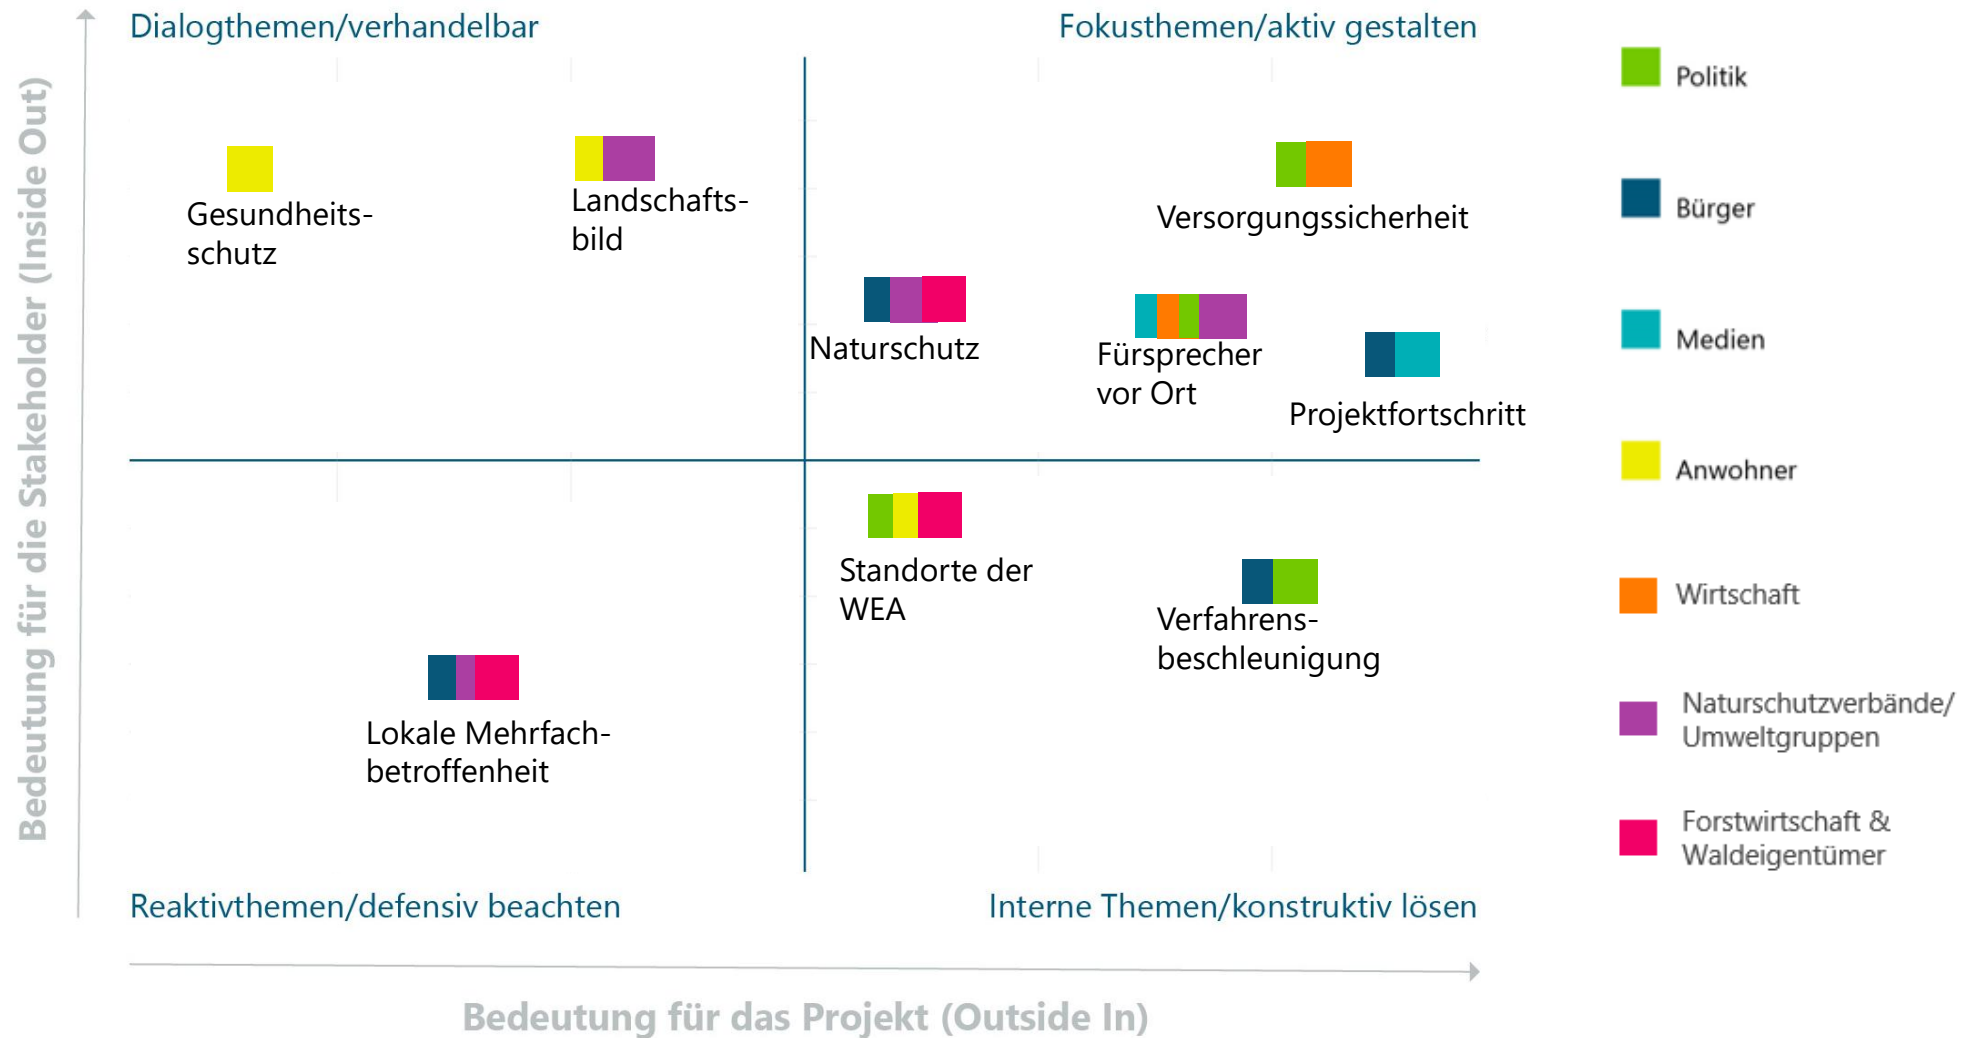 Dialogthemen/verhandelbar
Fokusthemen/aktiv gestalten
Bedeutung für die Stakeholder (Inside Out)
Gesundheits-
schutz
Landschafts-
bild
Versorgungssicherheit
Naturschutz
Fürsprecher
vor Ort
Projektfortschritt
Standorte der
WEA
Verfahrens-
beschleunigung
Lokale Mehrfach-
betroffenheit
Reaktivthemen/defensiv beachten
Interne Themen/konstruktiv lösen
Bedeutung für das Projekt (Outside In)
Politik
Bürger
Medien
Anwohner
Wirtschaft
Naturschutzverbände/
Umweltgruppen
Forstwirtschaft &
Waldeigentümer